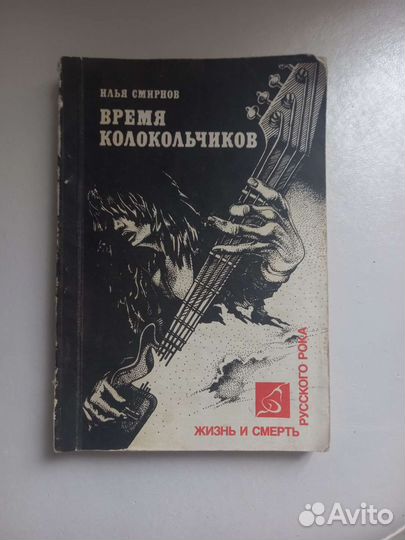 ИЛЬЯ СМИРНОВ
ВРЕМЯ
КОЛОКОЛЬЧИКОВ
ЖИЗНЬ И СМЕРТЬ
РУССКОГО РОКА
Avito